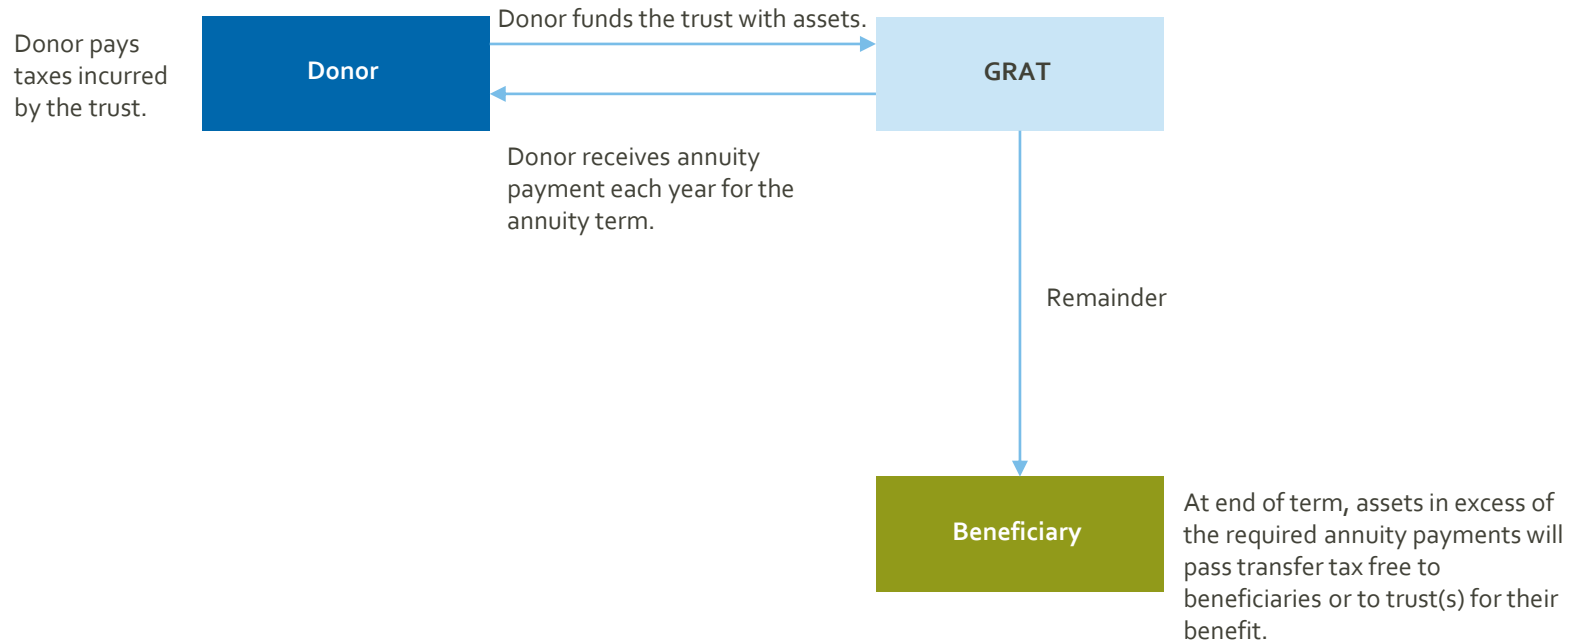 Donor funds the trust with assets.
Donor pays
taxes incurred
by the trust.
Donor
GRAT
Donor receives annuity
payment each year for the
annuity term.
Remainder
Beneficiary
At end of term, assets in excess of
the required annuity payments will
pass transfer tax free to
beneficiaries or to trust(s) for their
benefit.